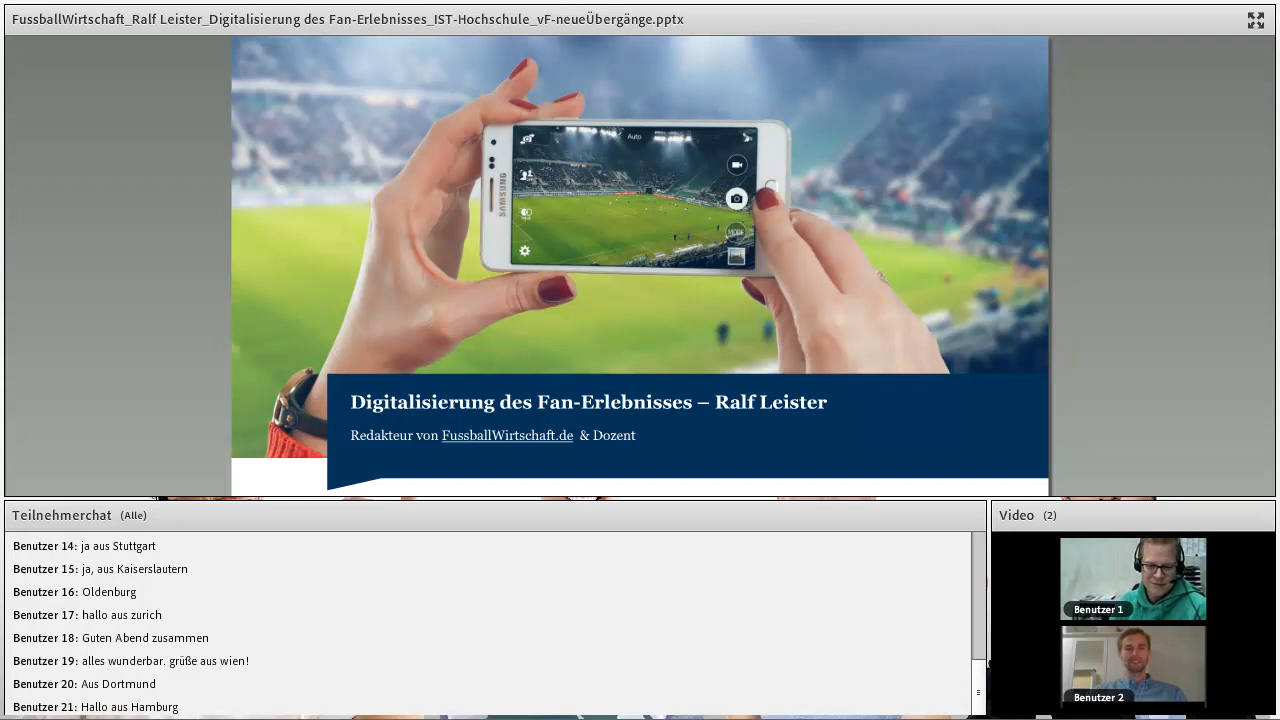 FussballWirtschaft_Ralf Leister_Digitalisierung des Fan-Erlebnisses_IST-Hochschule_vF-neueÜbergänge.pptx
Auto
SAMSUNG
MODE
Digitalisierung des Fan-Erlebnisses – Ralf Leister
Redakteur von FussballWirtschaft.de & Dozent
Teilnehmerchat (Alle)
Benutzer 14: ja aus Stuttgart
Benutzer 15: ja, aus Kaiserslautern
Benutzer 16: Oldenburg
Benutzer 17: hallo aus zurich
Benutzer 18: Guten Abend zusammen
Benutzer 19: alles wunderbar. grüße aus wien!
Benutzer 20: Aus Dortmund
Benutzer 21: Hallo aus Hamburg
Video (2)
Benutzer 1
Benutzer 2